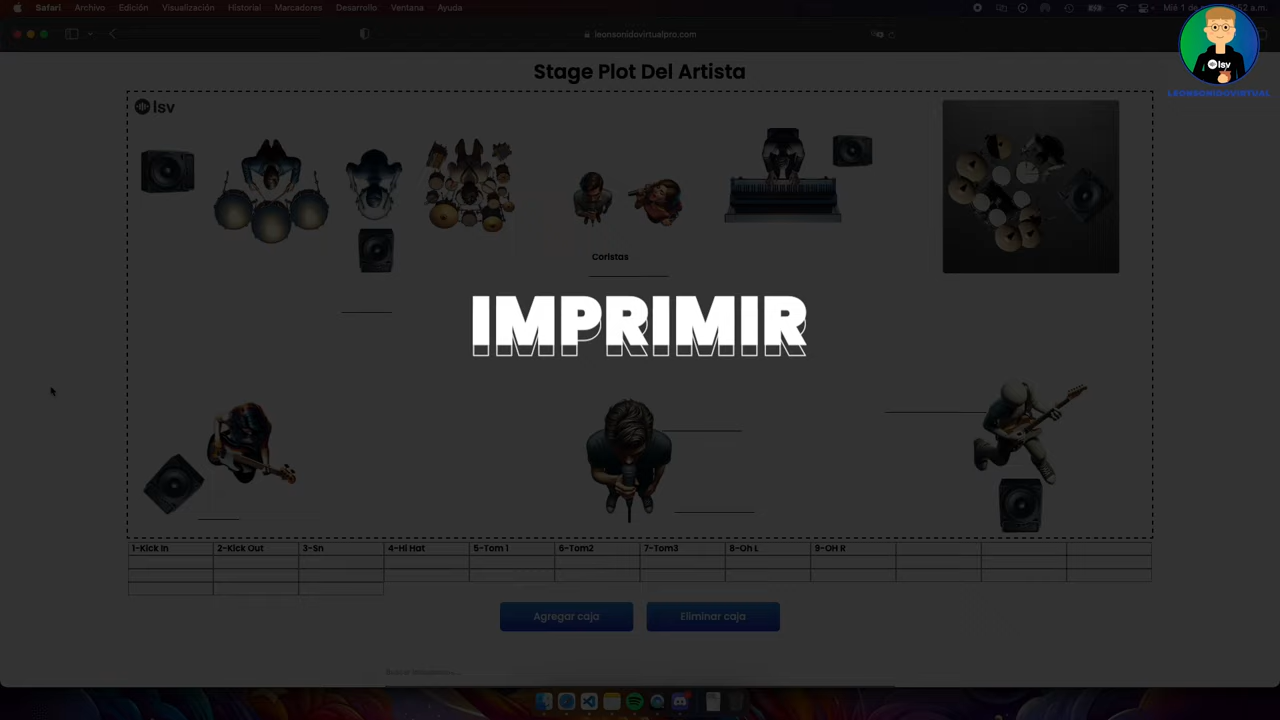 Safari Archivo Edición Visualización Historial Marcadores Desarrollo Ventana Ayuda
leonsonidovirtualpro.com
lsv
LEONSONIDOVIRTUAL
Stage Plot Del Artista
lsv
Coristas
IMPRIMIR
1-Kick In 2-Kick Out 3-Sn 4-Hi Hat 5-Tom 1 6-Tom2 7-Tom3 8-Oh L 9-OH R
Agregar caja Eliminar caja